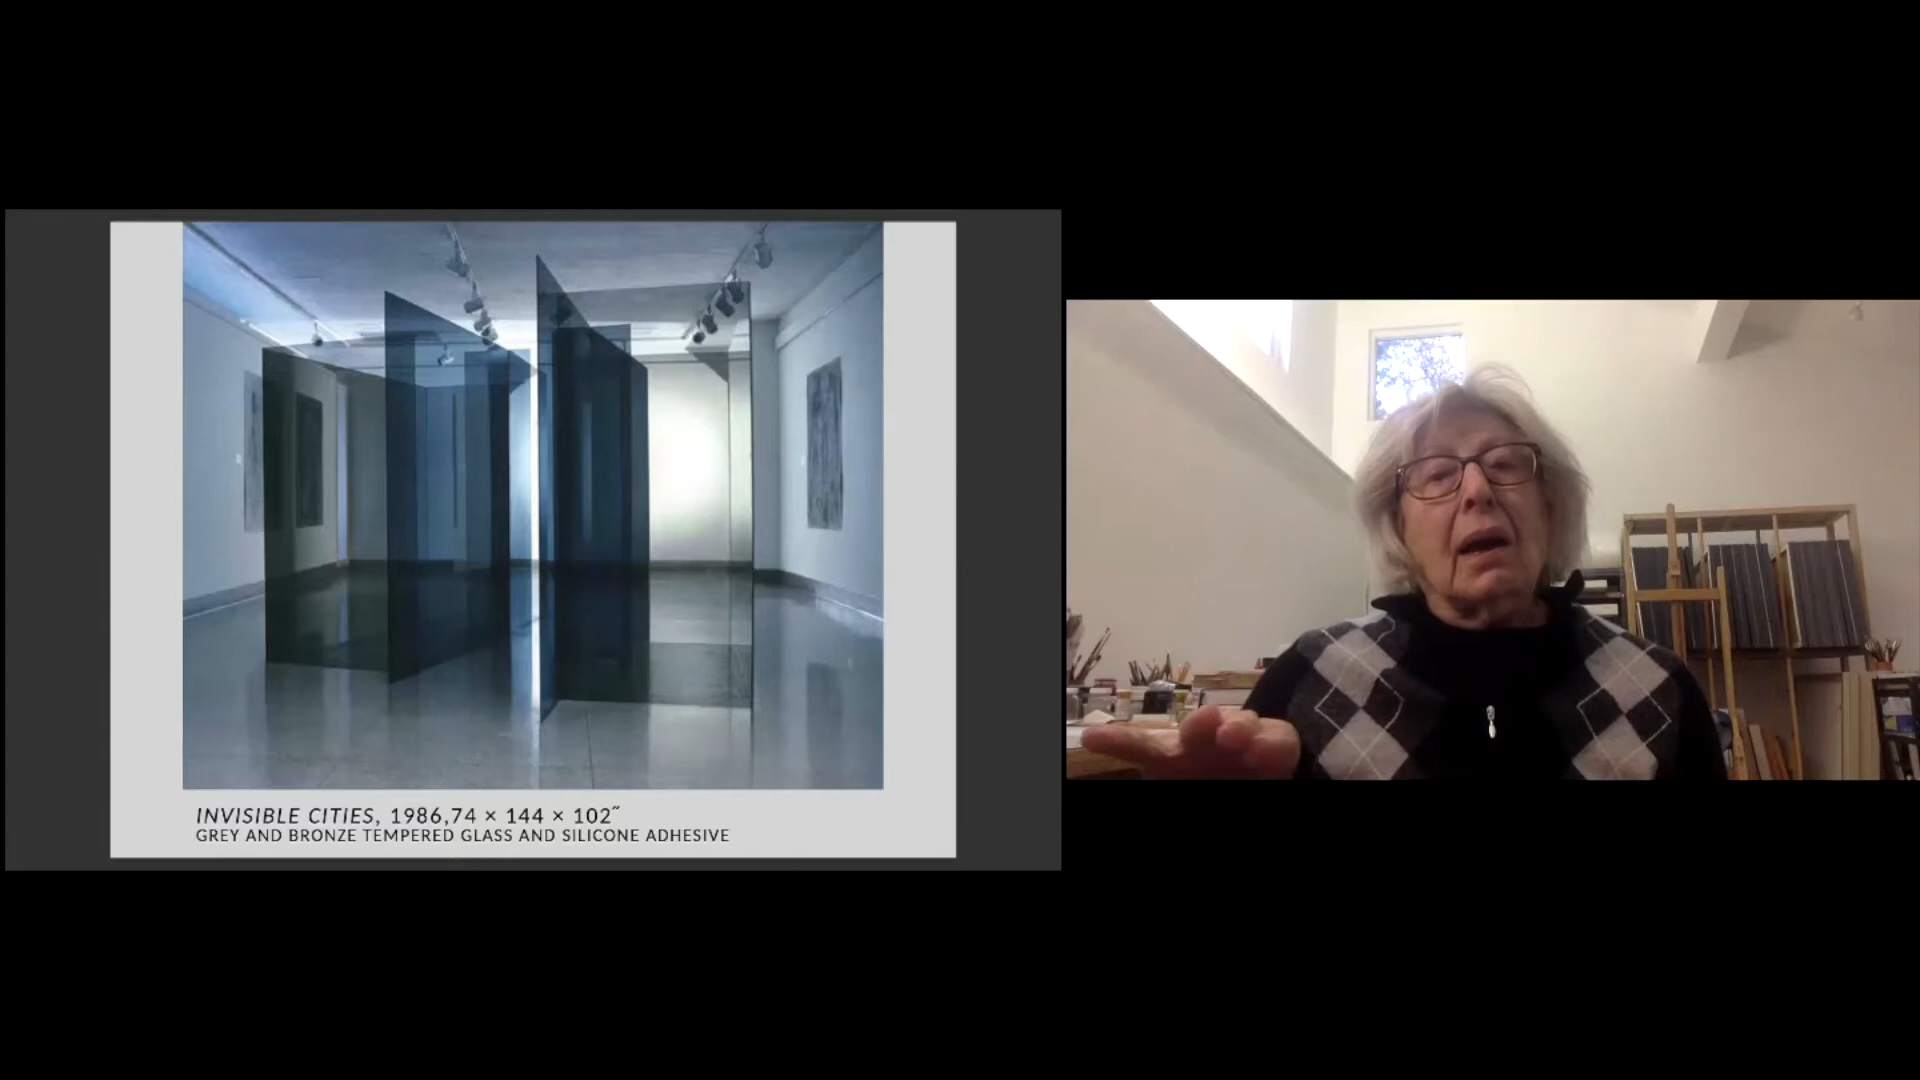 INVISIBLE CITIES, 1986,74 × 144 × 102˝
GREY AND BRONZE TEMPERED GLASS AND SILICONE ADHESIVE